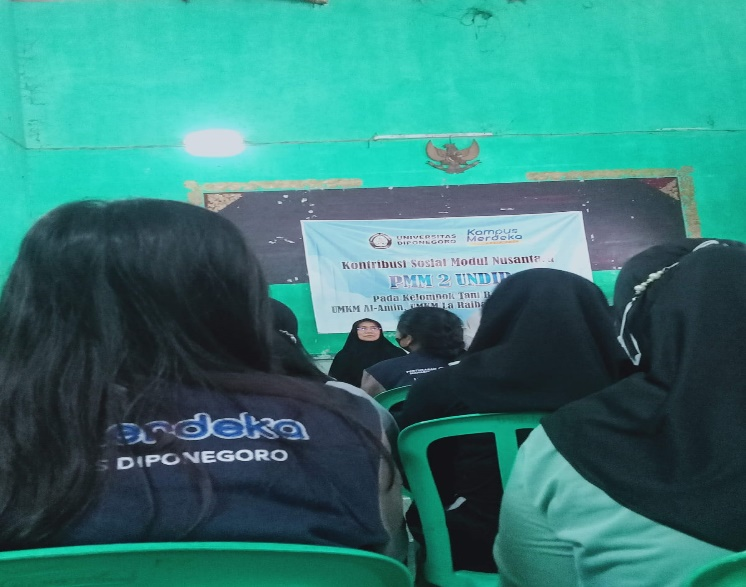 UNIVERSITAS
DIPONEGORO
Kampus
Merdeka
Kontribusi Sosial Modul Nusantara
PMM 2 UNDIP
Pada Kelompok Tani
UMKM Al-Amin, UMKM
erdeka
S DIPONEGORO